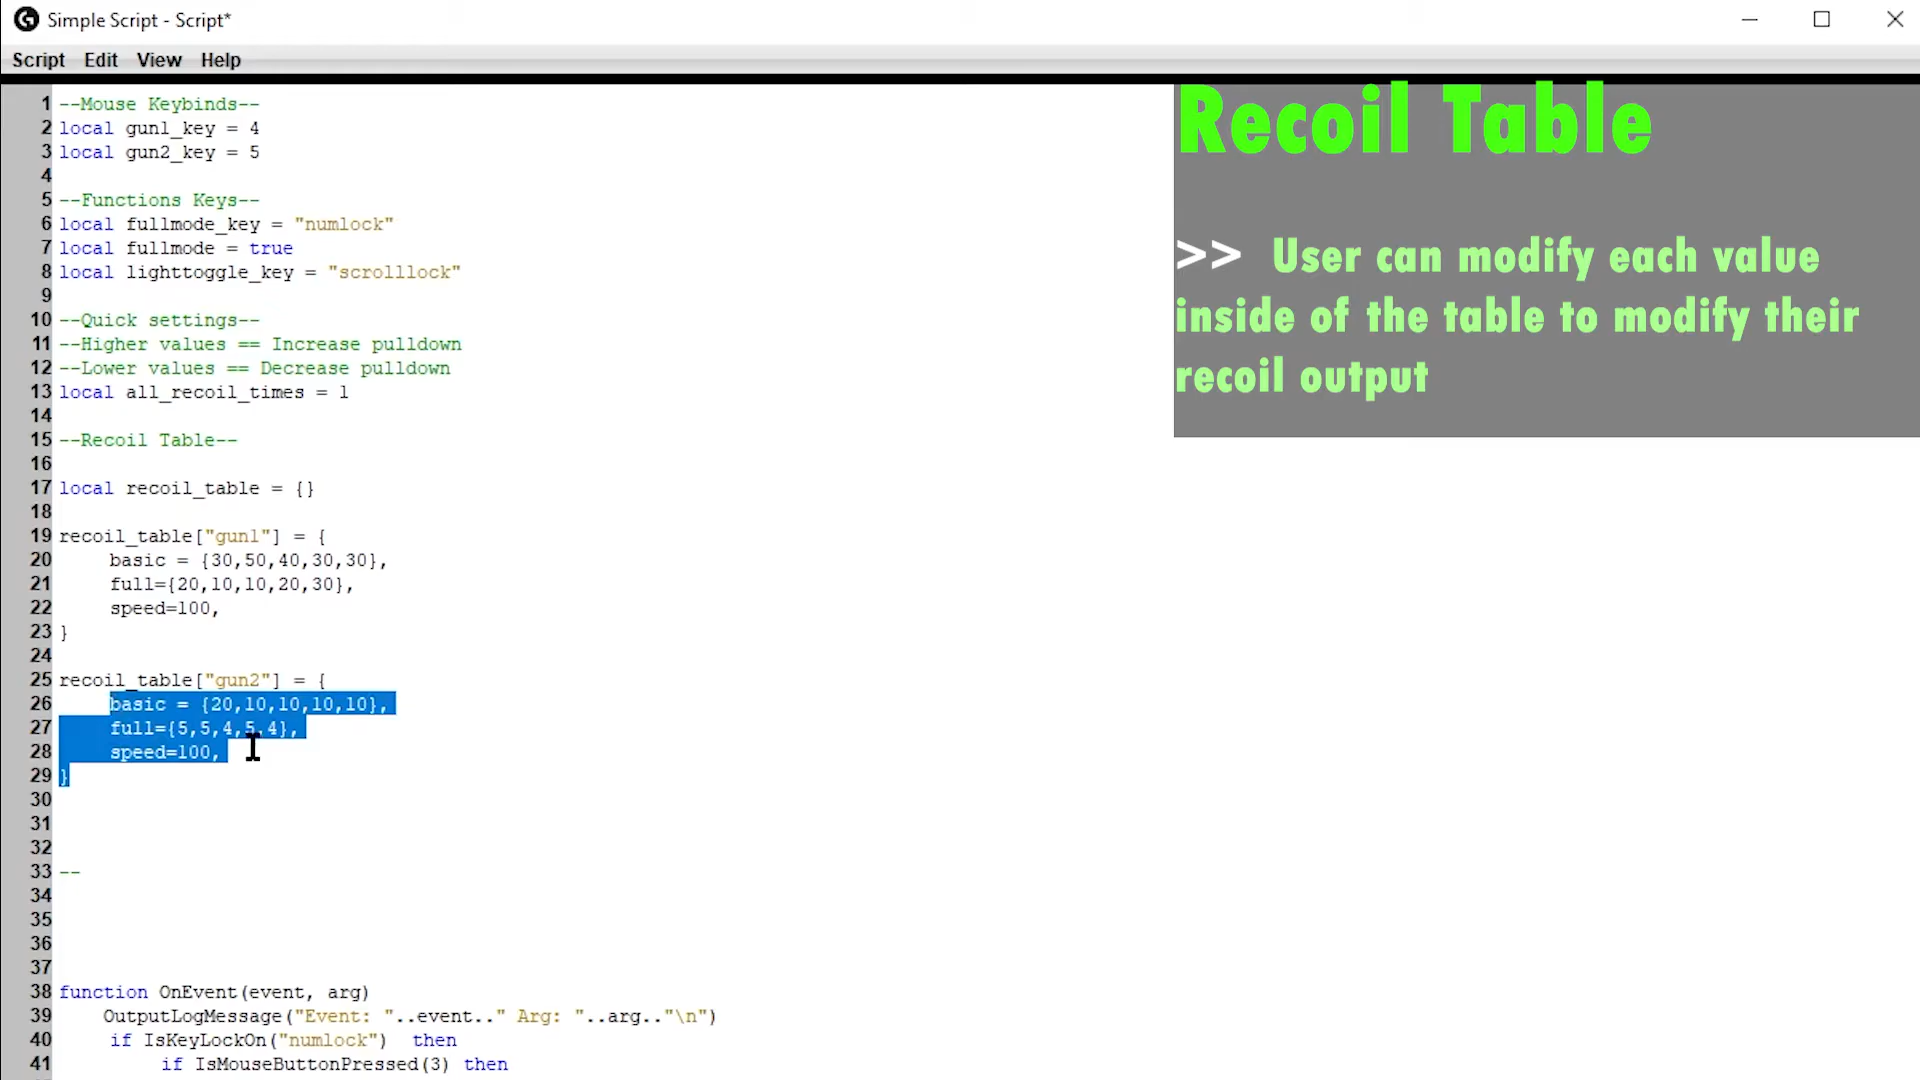 Simple Script - Script*
Script Edit View Help
1 --Mouse Keybinds--
2 local gun1_key = 4
3 local gun2_key = 5
4
5 --Functions Keys--
6 local fullmode_key = "numlock"
7 local fullmode = true
8 local lighttoggle_key = "scrolllock"
9
10 --Quick settings--
11 --Higher values == Increase pulldown
12 --Lower values == Decrease pulldown
13 local all_recoil_times = 1
14
15 --Recoil Table--
16
17 local recoil_table = {}
18
19 recoil_table["gun1"] = {
20 basic = {30,50,40,30,30},
21 full={20,10,10,20,30},
22 speed=100,
23 }
24
25 recoil_table["gun2"] = {
26 basic = {20,10,10,10,10},
27 full={5,5,4,5,4},
28 speed=100,
29 }
30
31
32
33 --
34
35
36
37
38 function OnEvent(event, arg)
39 OutputLogMessage("Event: "..event.." Arg: "..arg.."\n")
40 if IsKeyLockOn("numlock") then
41 if IsMouseButtonPressed(3) then
Recoil Table
>> User can modify each value
inside of the table to modify their
recoil output